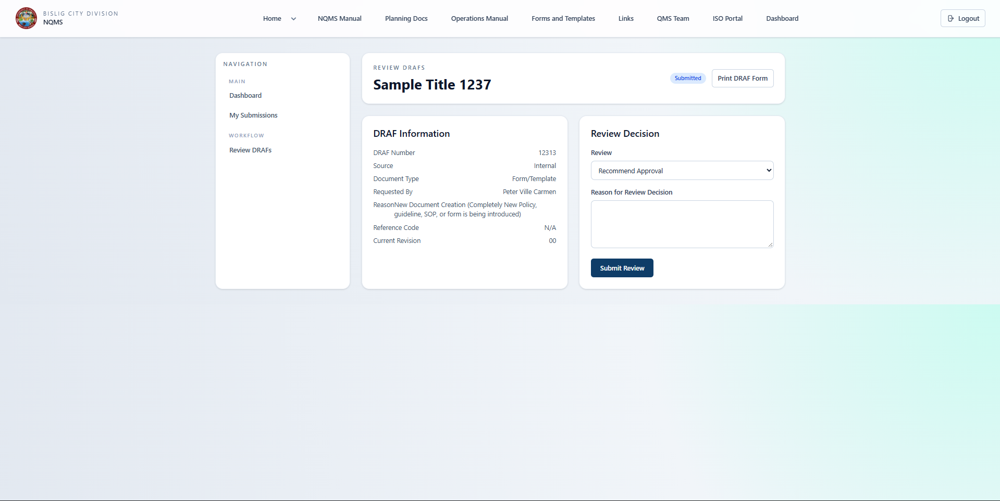 BISLIG CITY DIVISION
NQMS
Home
NQMS Manual
Planning Docs
Operations Manual
Forms and Templates
Links
QMS Team
ISO Portal
Dashboard
Logout
NAVIGATION
MAIN
Dashboard
My Submissions
WORKFLOW
Review DRAFs
REVIEW DRAFS
Sample Title 1237
Submitted
Print DRAF Form
DRAF Information
DRAF Number 12313
Source Internal
Document Type Form/Template
Requested By Peter Ville Carmen
Reason New Document Creation (Completely New Policy,
guideline, SOP, or form is being introduced)
Reference Code N/A
Current Revision 00
Review Decision
Review
Recommend Approval
Reason for Review Decision
Submit Review